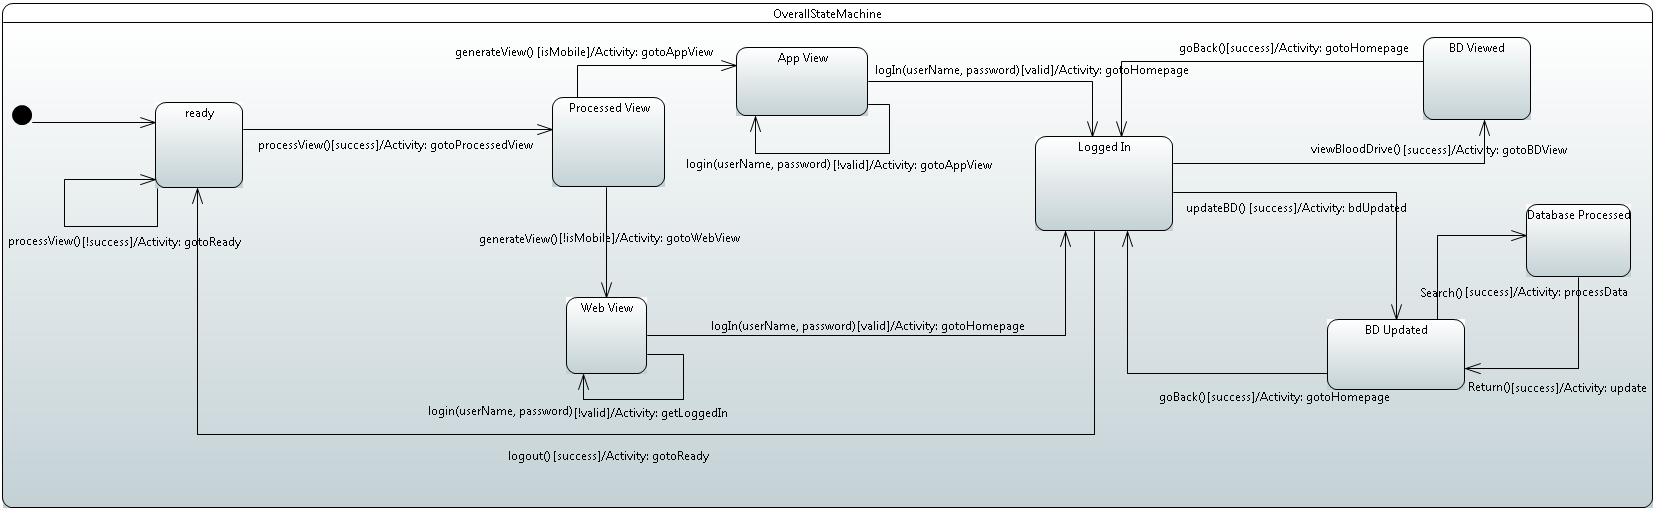 OverallStateMachine
generateView() [isMobile]/Activity: gotoAppView
App View
goBack()[success]/Activity: gotoHomepage
BD Viewed
logIn(userName, password)[valid]/Activity: gotoHomepage
ready
Processed View
processView()[success]/Activity: gotoProcessedView
login(userName, password) [!valid]/Activity: gotoAppView
Logged In
viewBloodDrive() [success]/Activity: gotoBDView
updateBD() [success]/Activity: bdUpdated
Database Processed
processView() [!success]/Activity: gotoReady
generateView() [!isMobile]/Activity: gotoWebView
Search() [success]/Activity: processData
Web View
logIn(userName, password)[valid]/Activity: gotoHomepage
BD Updated
Return() [success]/Activity: update
goBack()[success]/Activity: gotoHomepage
login(userName, password) [!valid]/Activity: getLoggedIn
logout() [success]/Activity: gotoReady